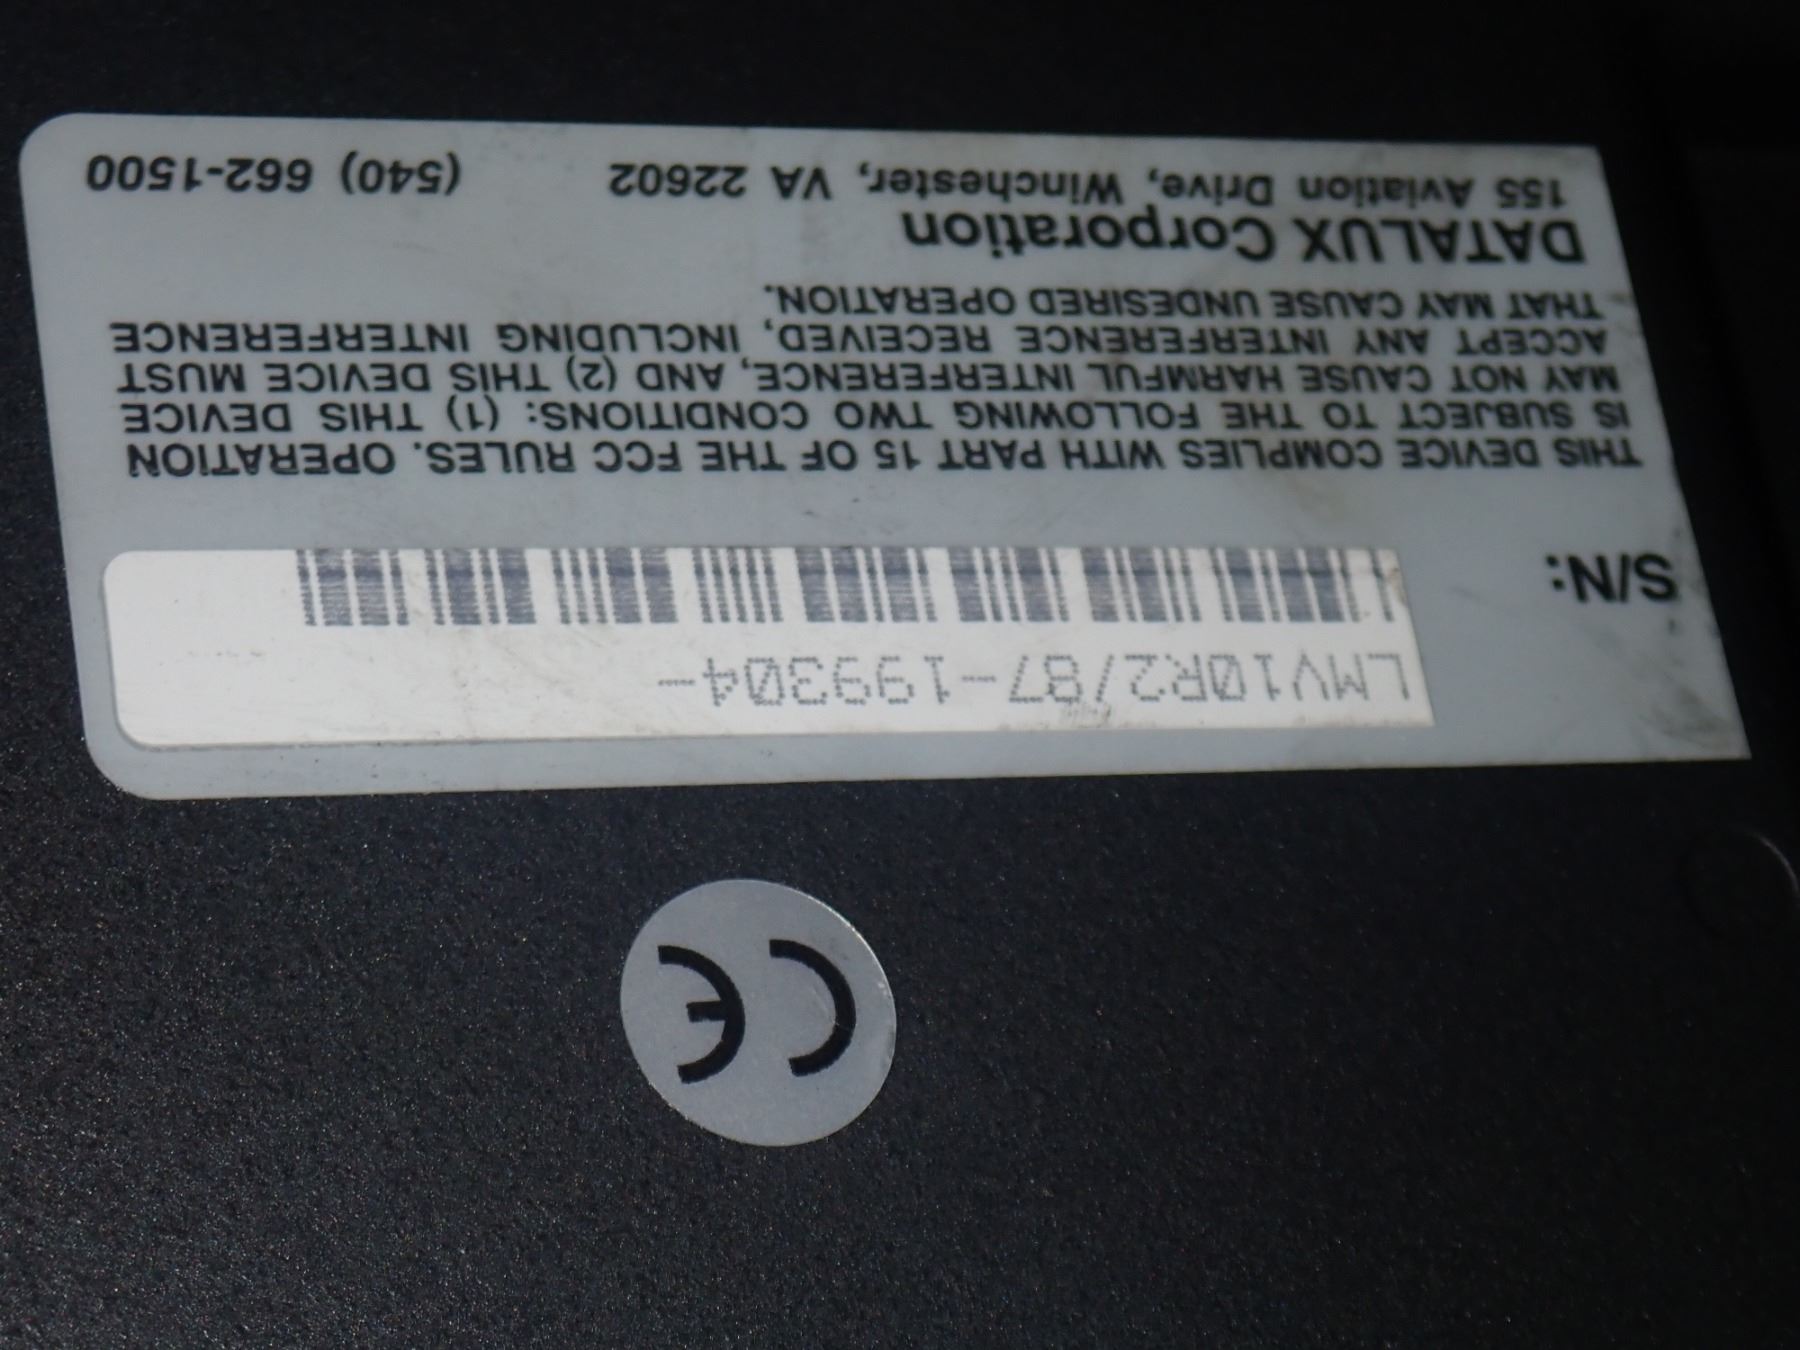 S/N:
LMV10R2/87-199304-
THIS DEVICE COMPLIES WITH PART 15 OF THE FCC RULES. OPERATION
IS SUBJECT TO THE FOLLOWING TWO CONDITIONS: (1) THIS DEVICE
MAY NOT CAUSE HARMFUL INTERFERENCE, AND (2) THIS DEVICE MUST
ACCEPT ANY INTERFERENCE RECEIVED, INCLUDING INTERFERENCE
THAT MAY CAUSE UNDESIRED OPERATION.
DATALUX Corporation
155 Aviation Drive, Winchester, VA 22602 (540) 662-1500
CE